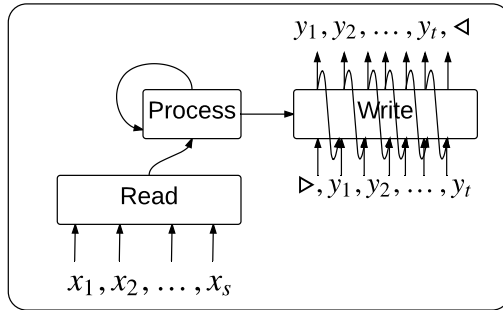 y₁, y₂, …, yₜ, ◁
Process
Write
▷, y₁, y₂, …, yₜ
Read
x₁, x₂, …, xₛ